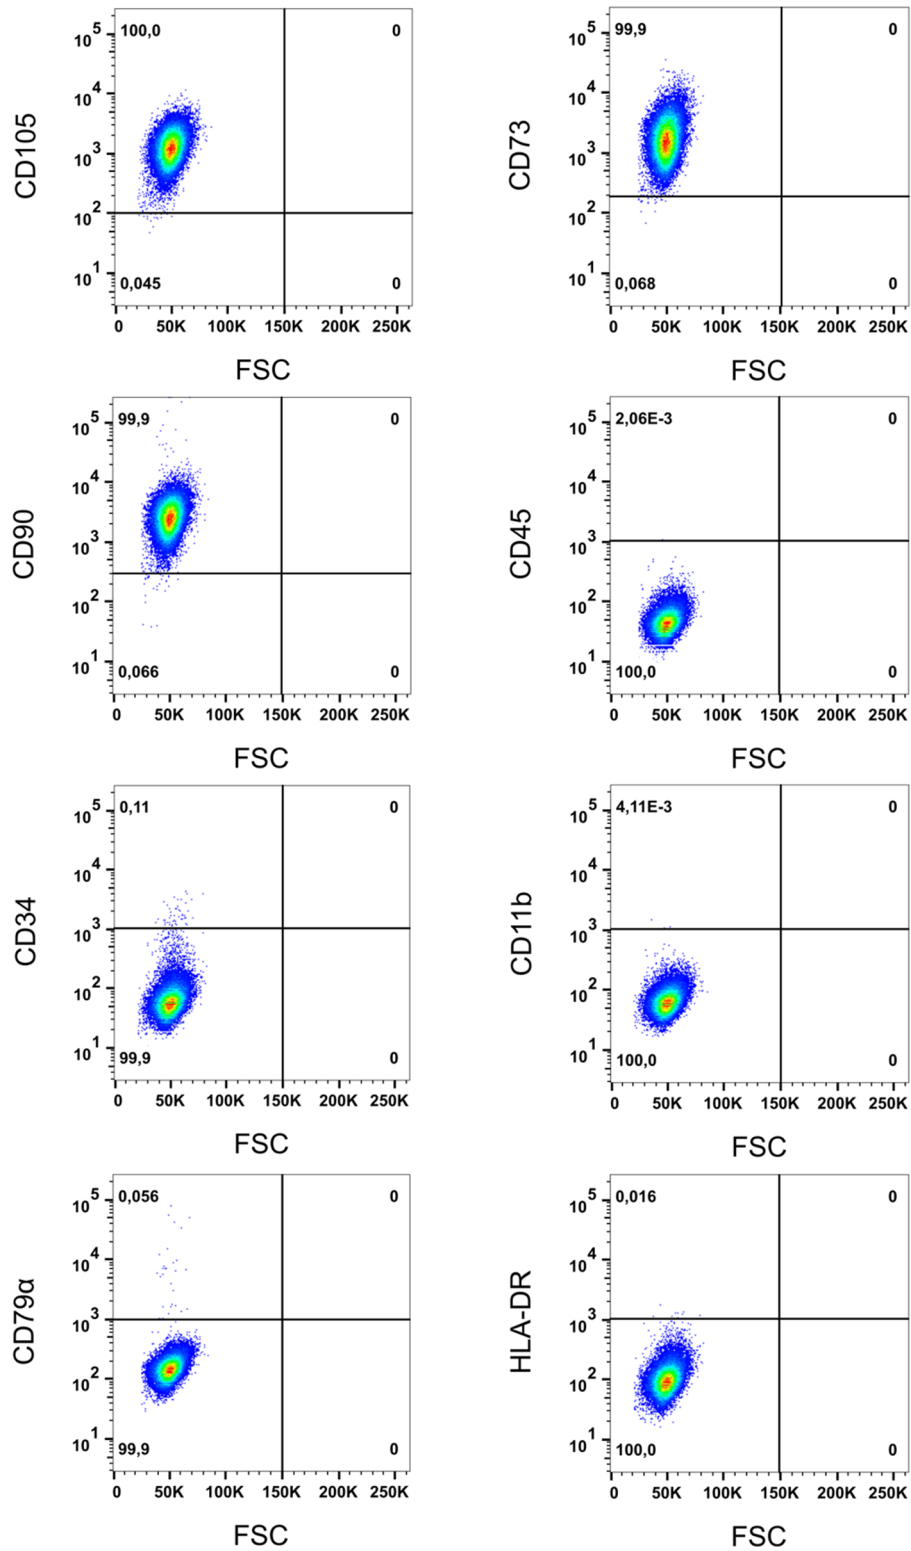 CD105
100,0 0
10^5
10^4
10^3
10^2
10^1
0,045 0
0 50K 100K 150K 200K 250K
FSC
CD73
99,9 0
10^5
10^4
10^3
10^2
10^1
0,068 0
0 50K 100K 150K 200K 250K
FSC
CD90
99,9 0
10^5
10^4
10^3
10^2
10^1
0,066 0
0 50K 100K 150K 200K 250K
FSC
CD45
2,06E-3 0
10^5
10^4
10^3
10^2
10^1
100,0 0
0 50K 100K 150K 200K 250K
FSC
CD34
0,11 0
10^5
10^4
10^3
10^2
10^1
99,9 0
0 50K 100K 150K 200K 250K
FSC
CD11b
4,11E-3 0
10^5
10^4
10^3
10^2
10^1
100,0 0
0 50K 100K 150K 200K 250K
FSC
CD79α
0,056 0
10^5
10^4
10^3
10^2
10^1
99,9 0
0 50K 100K 150K 200K 250K
FSC
HLA-DR
0,016 0
10^5
10^4
10^3
10^2
10^1
100,0 0
0 50K 100K 150K 200K 250K
FSC